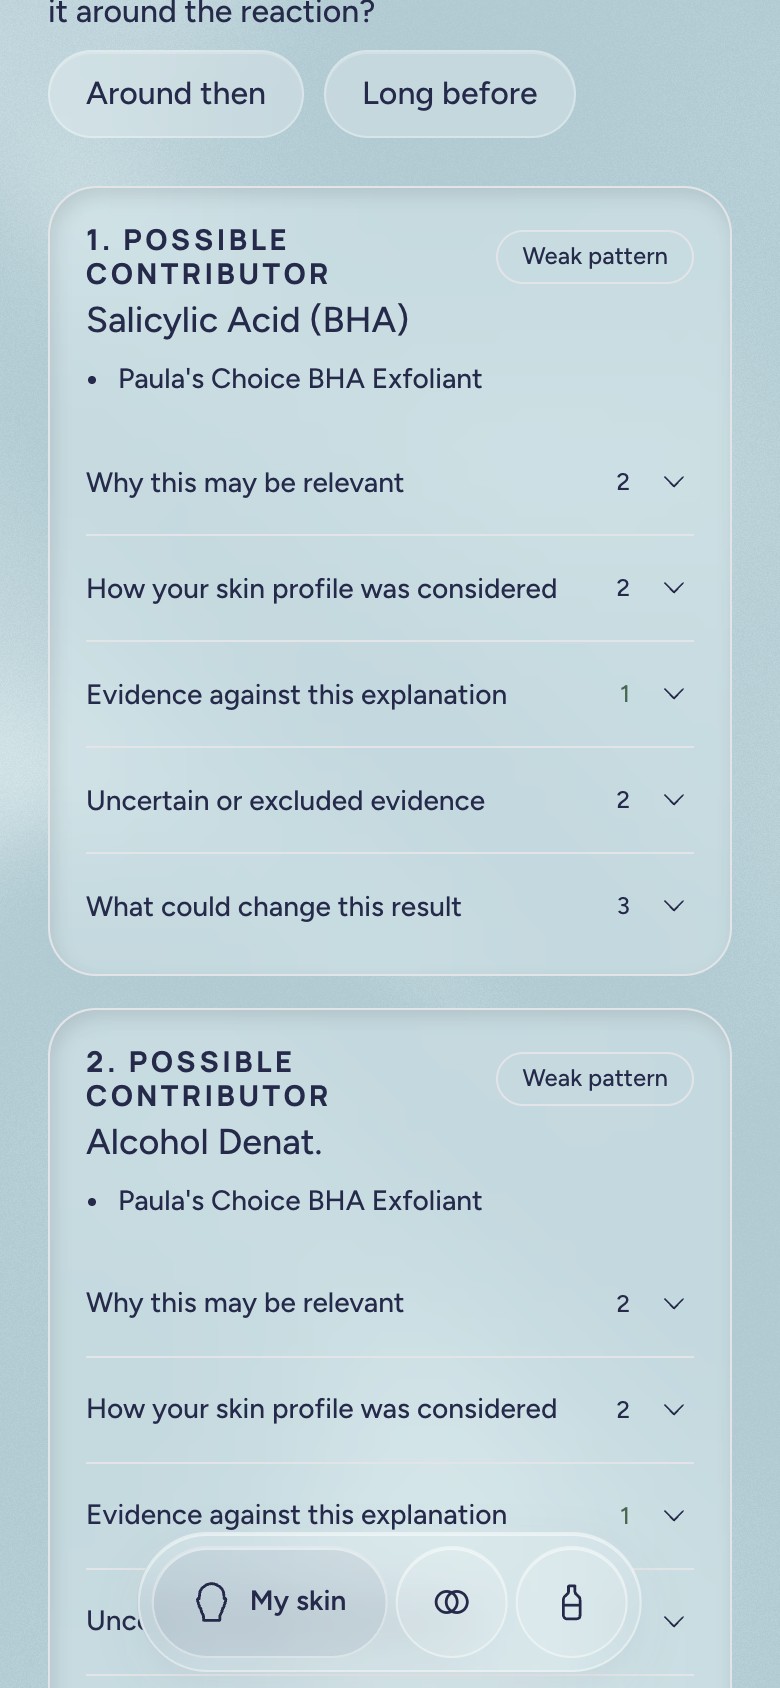 it around the reaction?
Around then
Long before
1. POSSIBLE
CONTRIBUTOR
Weak pattern
Salicylic Acid (BHA)
• Paula's Choice BHA Exfoliant
Why this may be relevant 2
How your skin profile was considered 2
Evidence against this explanation 1
Uncertain or excluded evidence 2
What could change this result 3
2. POSSIBLE
CONTRIBUTOR
Weak pattern
Alcohol Denat.
• Paula's Choice BHA Exfoliant
Why this may be relevant 2
How your skin profile was considered 2
Evidence against this explanation 1
My skin